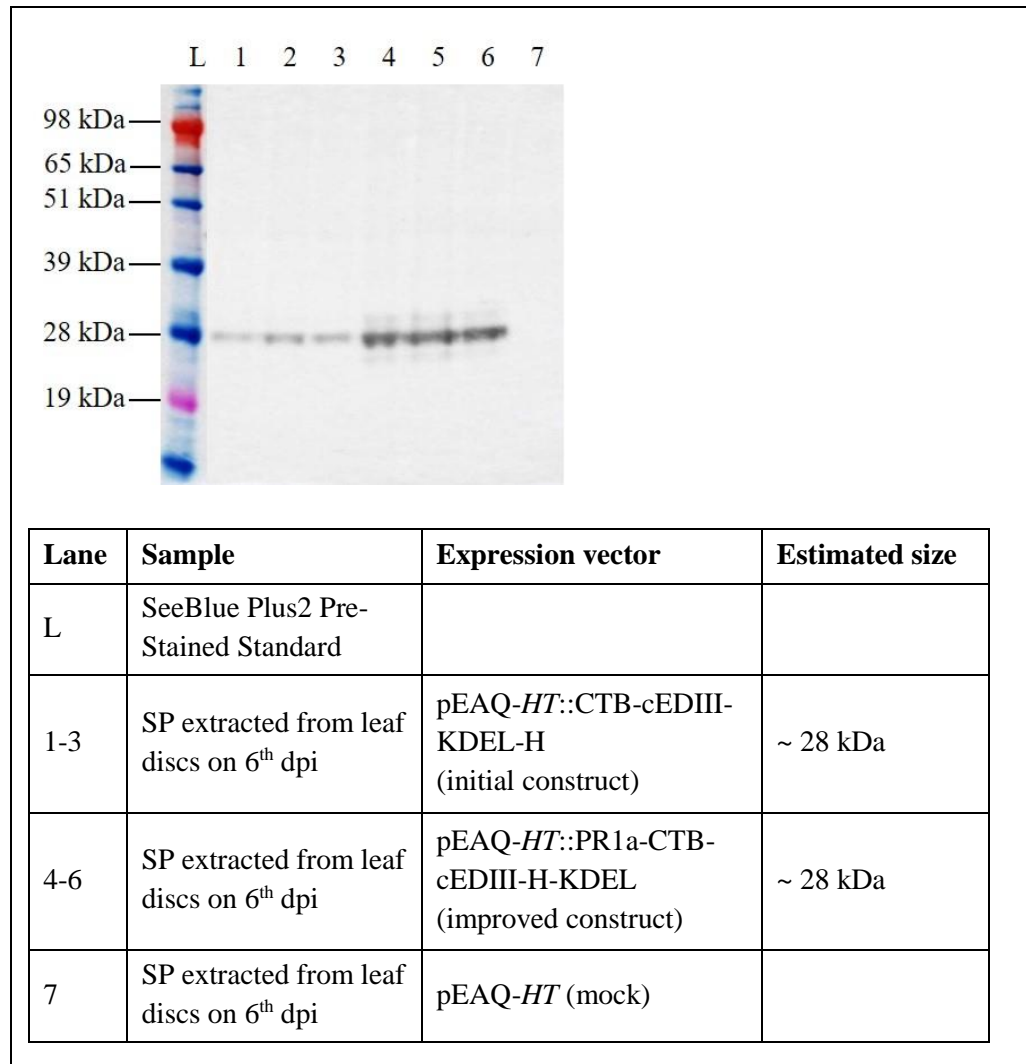 L 1 2 3 4 5 6 7
98 kDa
65 kDa
51 kDa
39 kDa
28 kDa
19 kDa
Lane Sample Expression vector Estimated size
L
SeeBlue Plus2 Pre-
Stained Standard
1-3
SP extracted from leaf
discs on 6th dpi
pEAQ-HT::CTB-cEDIII-
KDEL-H
(initial construct)
~ 28 kDa
4-6
SP extracted from leaf
discs on 6th dpi
pEAQ-HT::PR1a-CTB-
cEDIII-H-KDEL
(improved construct)
~ 28 kDa
7
SP extracted from leaf
discs on 6th dpi
pEAQ-HT (mock)